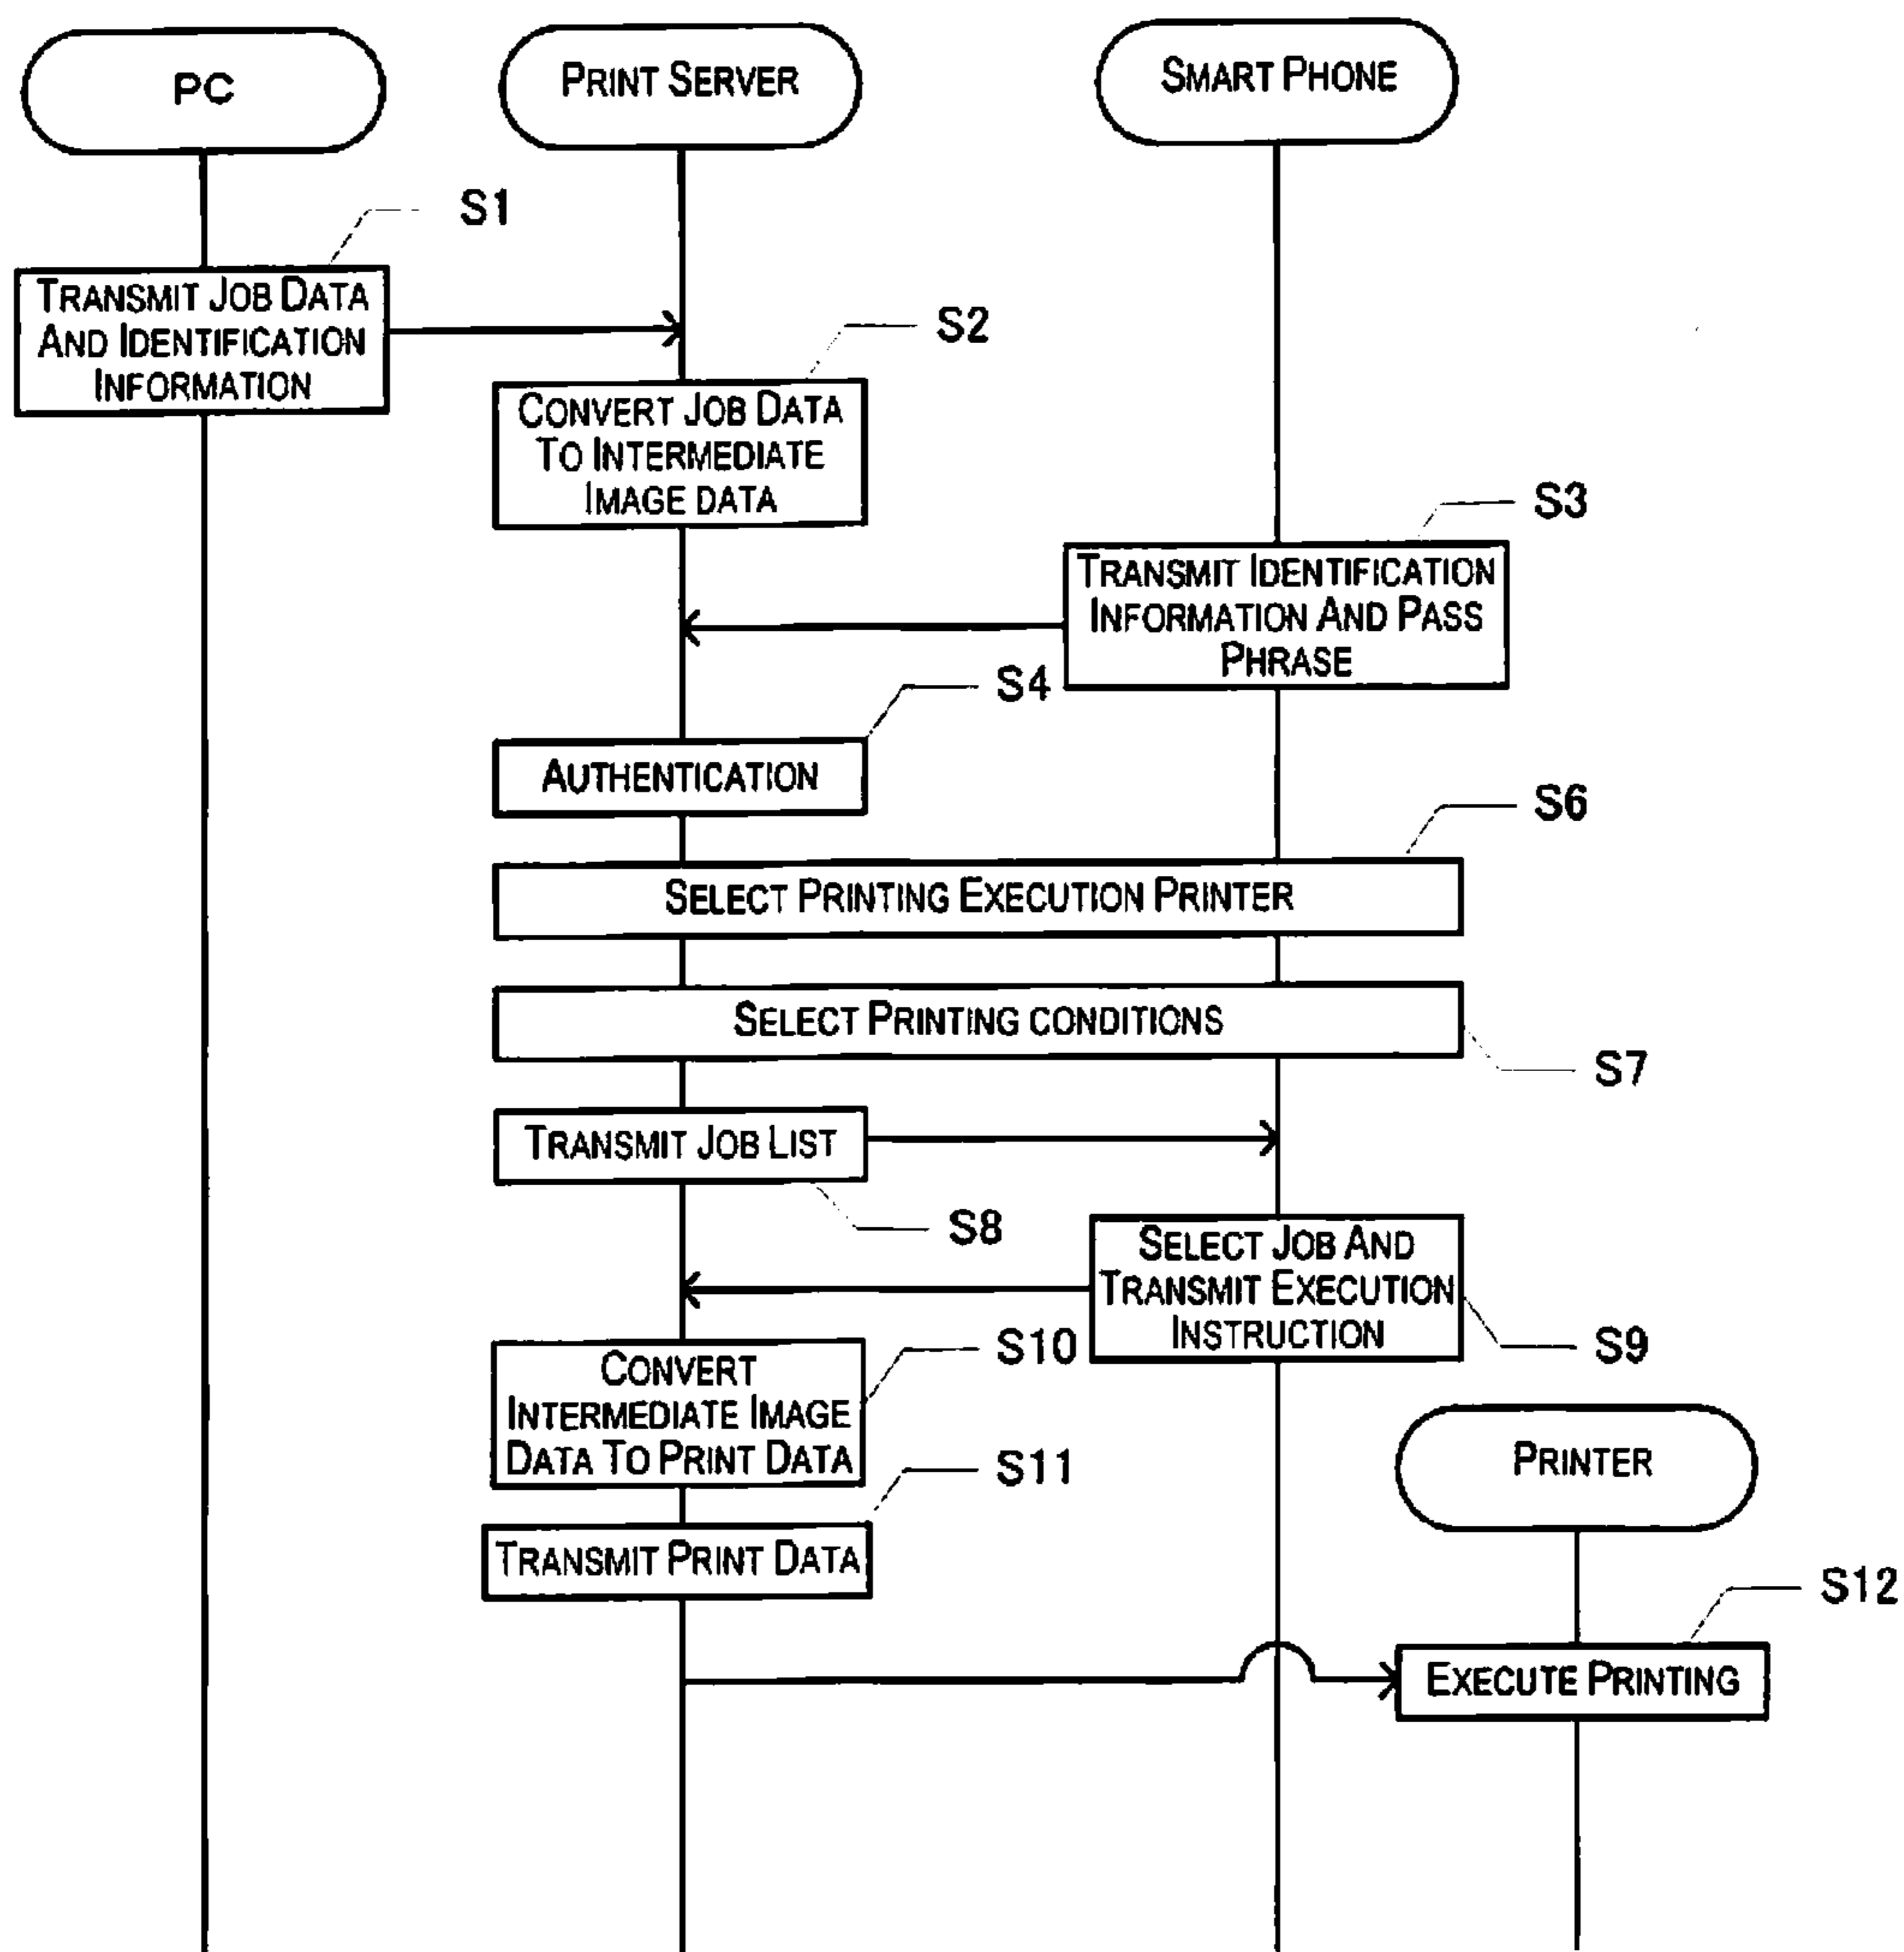 PC
PRINT SERVER
SMART PHONE
S1
TRANSMIT JOB DATA
AND IDENTIFICATION
INFORMATION
S2
CONVERT JOB DATA
TO INTERMEDIATE
IMAGE DATA
S3
TRANSMIT IDENTIFICATION
INFORMATION AND PASS
PHRASE
S4
AUTHENTICATION
S6
SELECT PRINTING EXECUTION PRINTER
SELECT PRINTING CONDITIONS
S7
TRANSMIT JOB LIST
S8
SELECT JOB AND
TRANSMIT EXECUTION
INSTRUCTION
S9
S10
CONVERT
INTERMEDIATE IMAGE
DATA TO PRINT DATA
PRINTER
S11
TRANSMIT PRINT DATA
S12
EXECUTE PRINTING